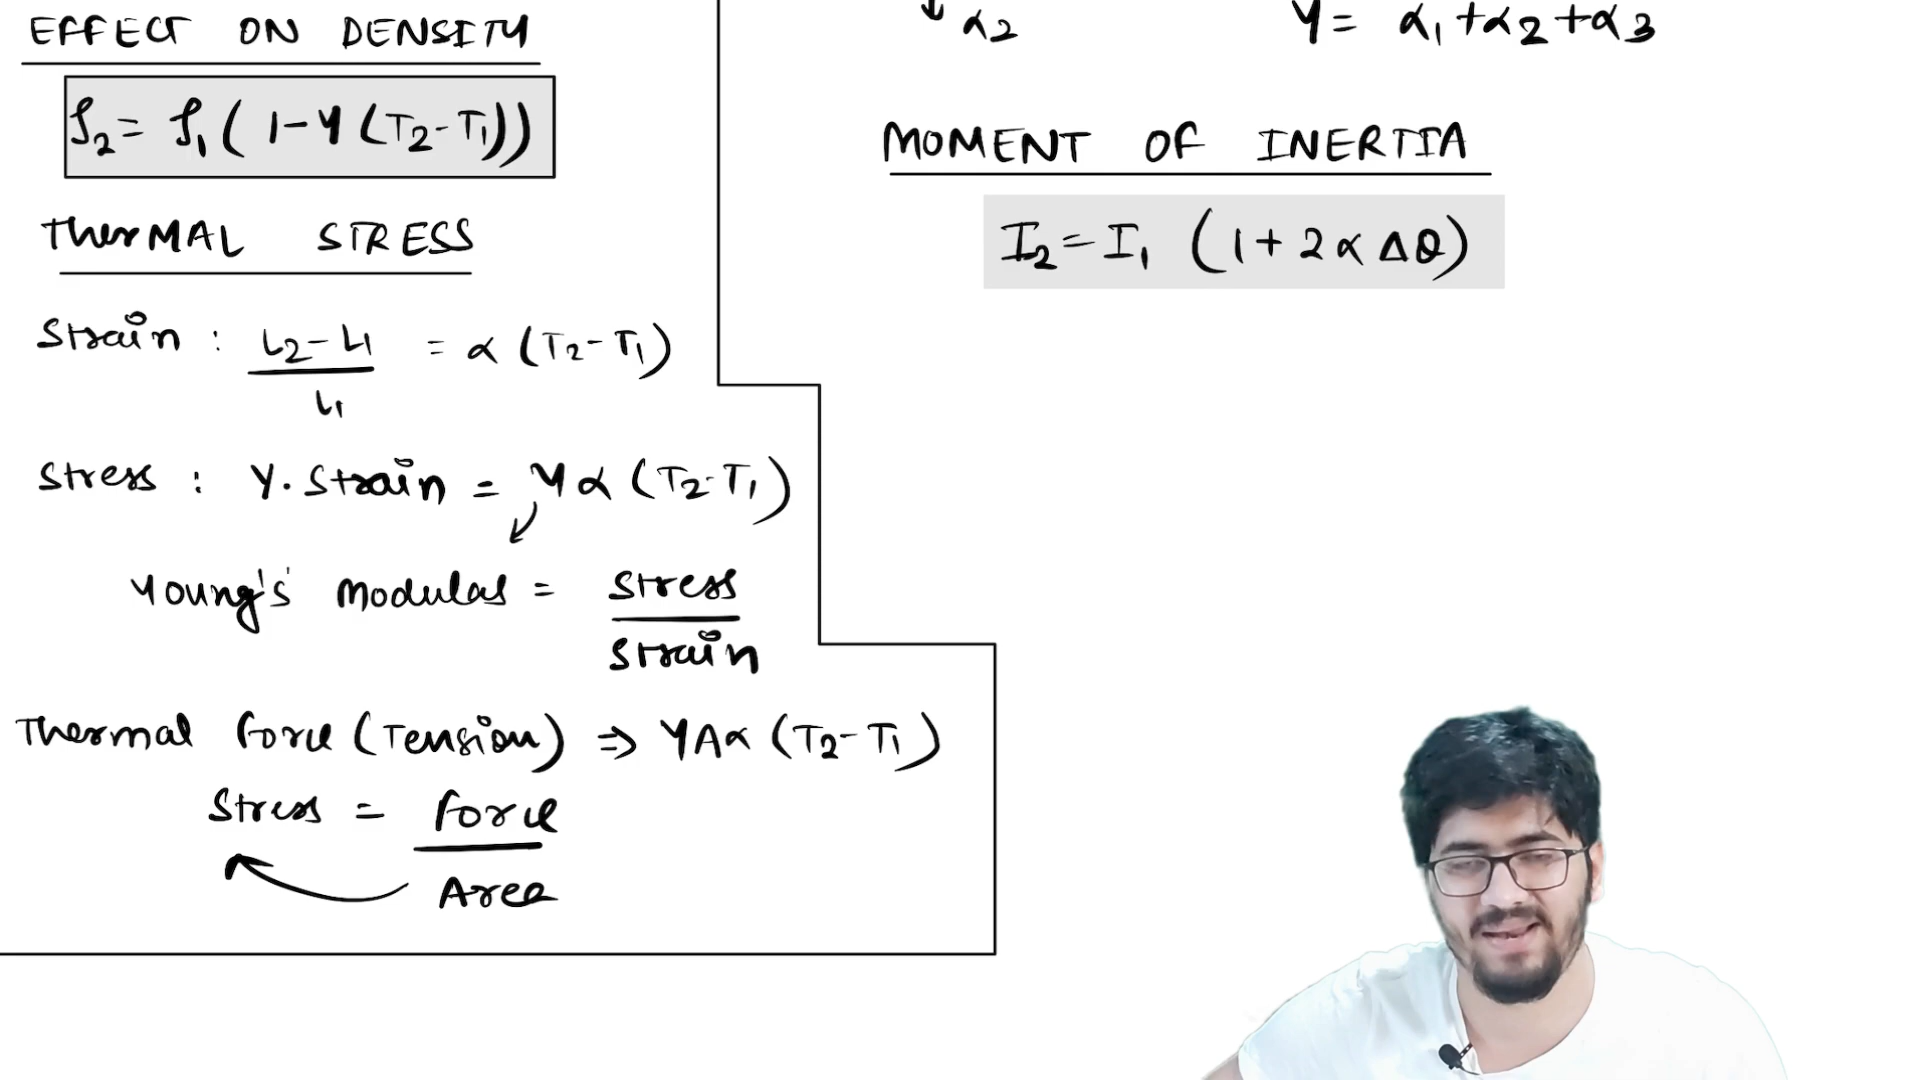 EFFECT ON DENSITY
ρ₂ = ρ₁ ( 1 - γ (T₂ - T₁))
Thermal STRESS
Strain : L₂ - L₁ / L₁ = α (T₂ - T₁)
Stress : Y. Strain = Yα (T₂ - T₁)
Young's Modulas = Stress / Strain
Thermal Force (Tension) ⇒ YAα (T₂ - T₁)
Stress = Force / Area
α₂
γ = α₁ + α₂ + α₃
MOMENT OF INERTIA
I₂ = I₁ (1 + 2α Δθ)